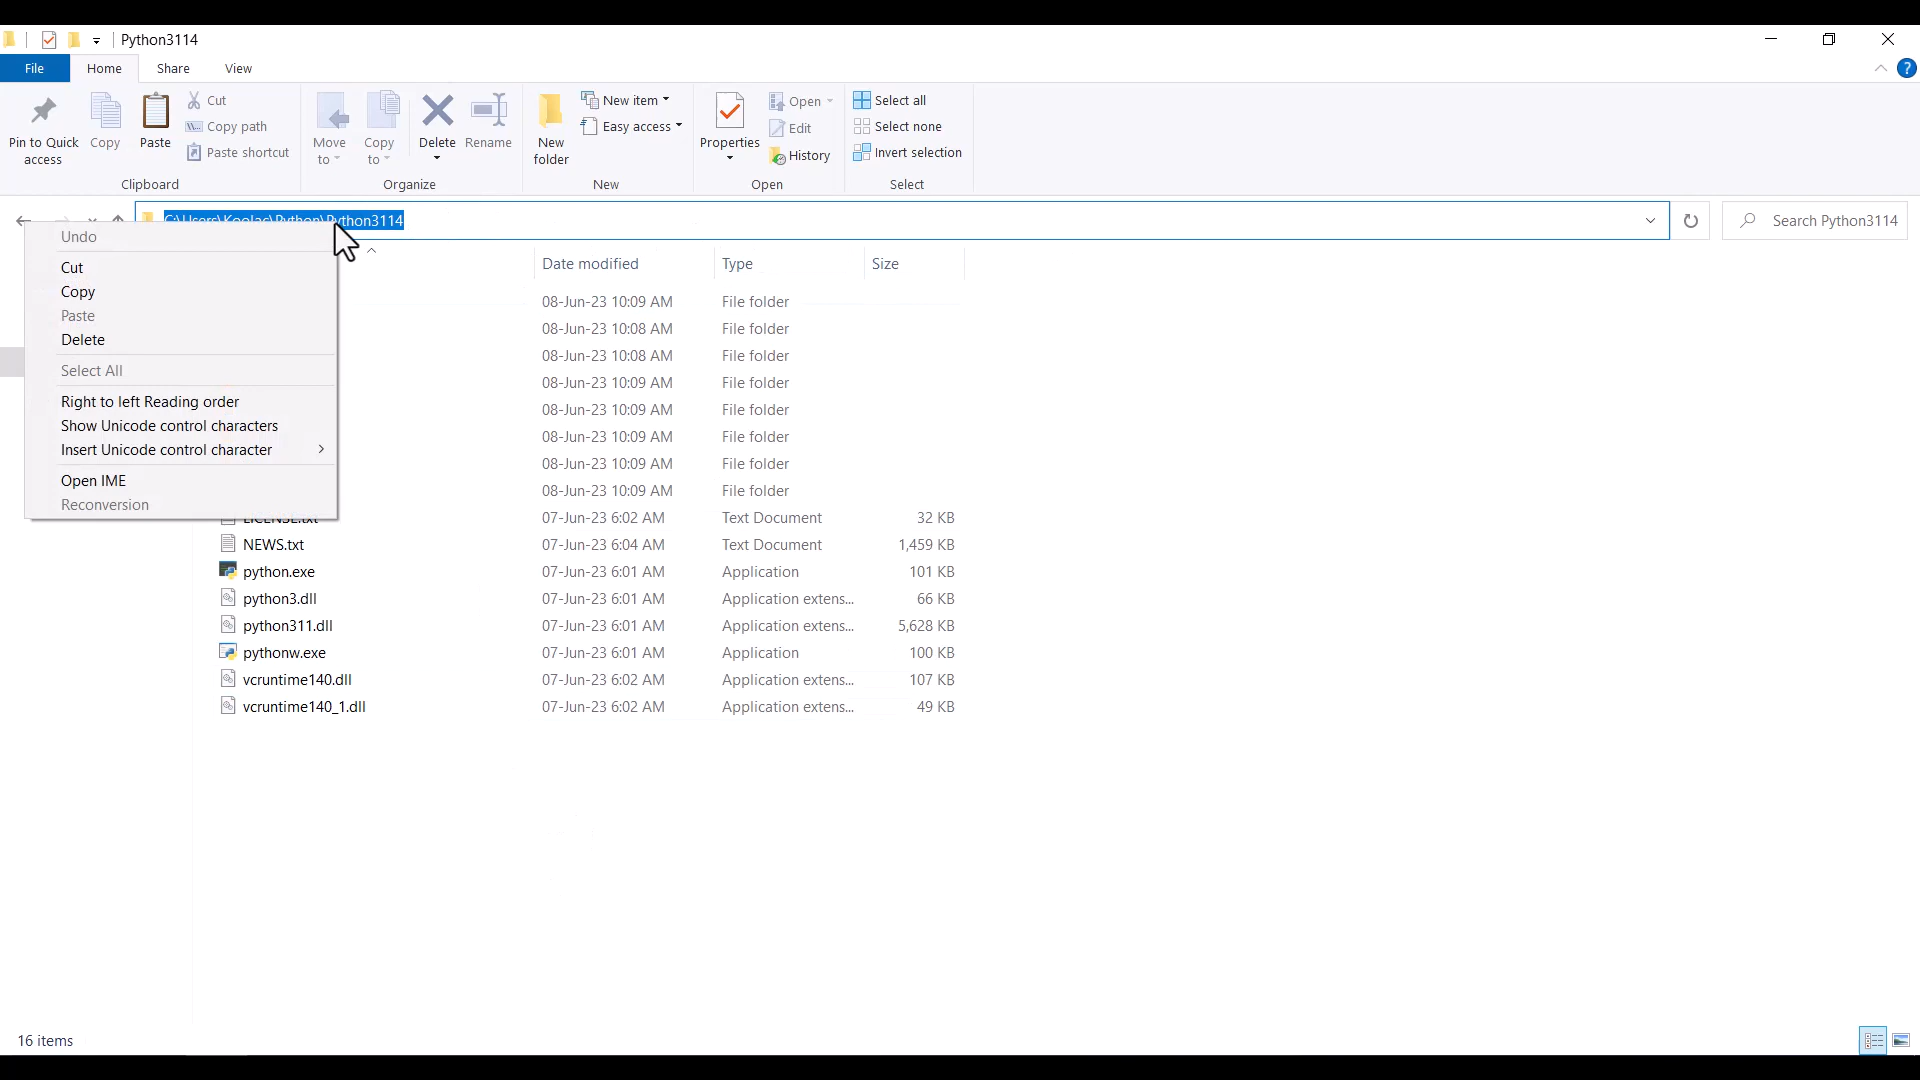 Python3114
File Home Share View
Pin to Quick access
Copy
Paste
Cut
Copy path
Paste shortcut
Clipboard
Move to
Copy to
Delete
Rename
Organize
New folder
New item
Easy access
New
Properties
Open
Edit
History
Open
Select all
Select none
Invert selection
Select
C:\Users\Koolac\Python\Python3114
Search Python3114
Undo
Cut
Copy
Paste
Delete
Select All
Right to left Reading order
Show Unicode control characters
Insert Unicode control character
Open IME
Reconversion
Date modified Type Size
08-Jun-23 10:09 AM File folder
08-Jun-23 10:08 AM File folder
08-Jun-23 10:08 AM File folder
08-Jun-23 10:09 AM File folder
08-Jun-23 10:09 AM File folder
08-Jun-23 10:09 AM File folder
08-Jun-23 10:09 AM File folder
08-Jun-23 10:09 AM File folder
LICENSE.txt 07-Jun-23 6:02 AM Text Document 32 KB
NEWS.txt 07-Jun-23 6:04 AM Text Document 1,459 KB
python.exe 07-Jun-23 6:01 AM Application 101 KB
python3.dll 07-Jun-23 6:01 AM Application extens... 66 KB
python311.dll 07-Jun-23 6:01 AM Application extens... 5,628 KB
pythonw.exe 07-Jun-23 6:01 AM Application 100 KB
vcruntime140.dll 07-Jun-23 6:02 AM Application extens... 107 KB
vcruntime140_1.dll 07-Jun-23 6:02 AM Application extens... 49 KB
16 items